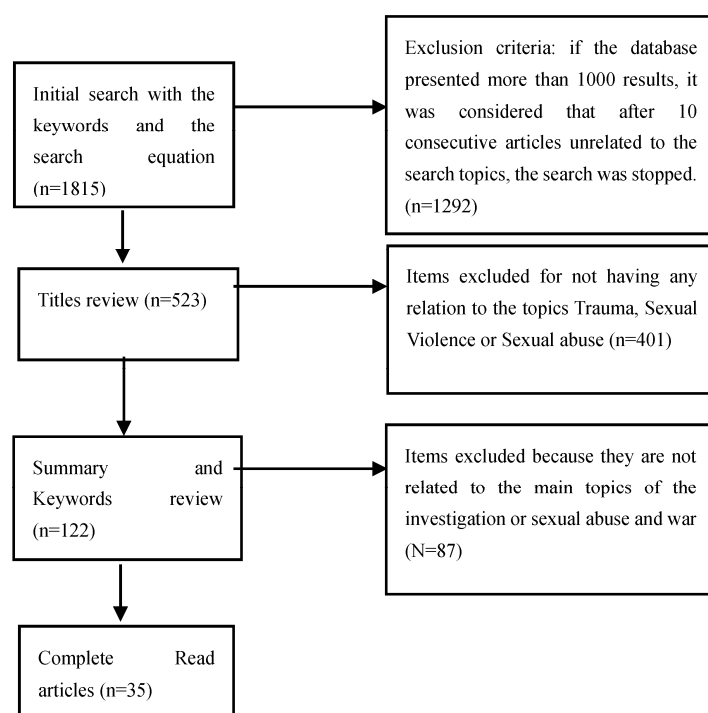 Initial search with the
keywords and the
search equation
(n=1815)
Exclusion criteria: if the database
presented more than 1000 results, it
was considered that after 10
consecutive articles unrelated to the
search topics, the search was stopped.
(n=1292)
Titles review (n=523)
Items excluded for not having any
relation to the topics Trauma, Sexual
Violence or Sexual abuse (n=401)
Summary and
Keywords review
(n=122)
Items excluded because they are not
related to the main topics of the
investigation or sexual abuse and war
(N=87)
Complete Read
articles (n=35)